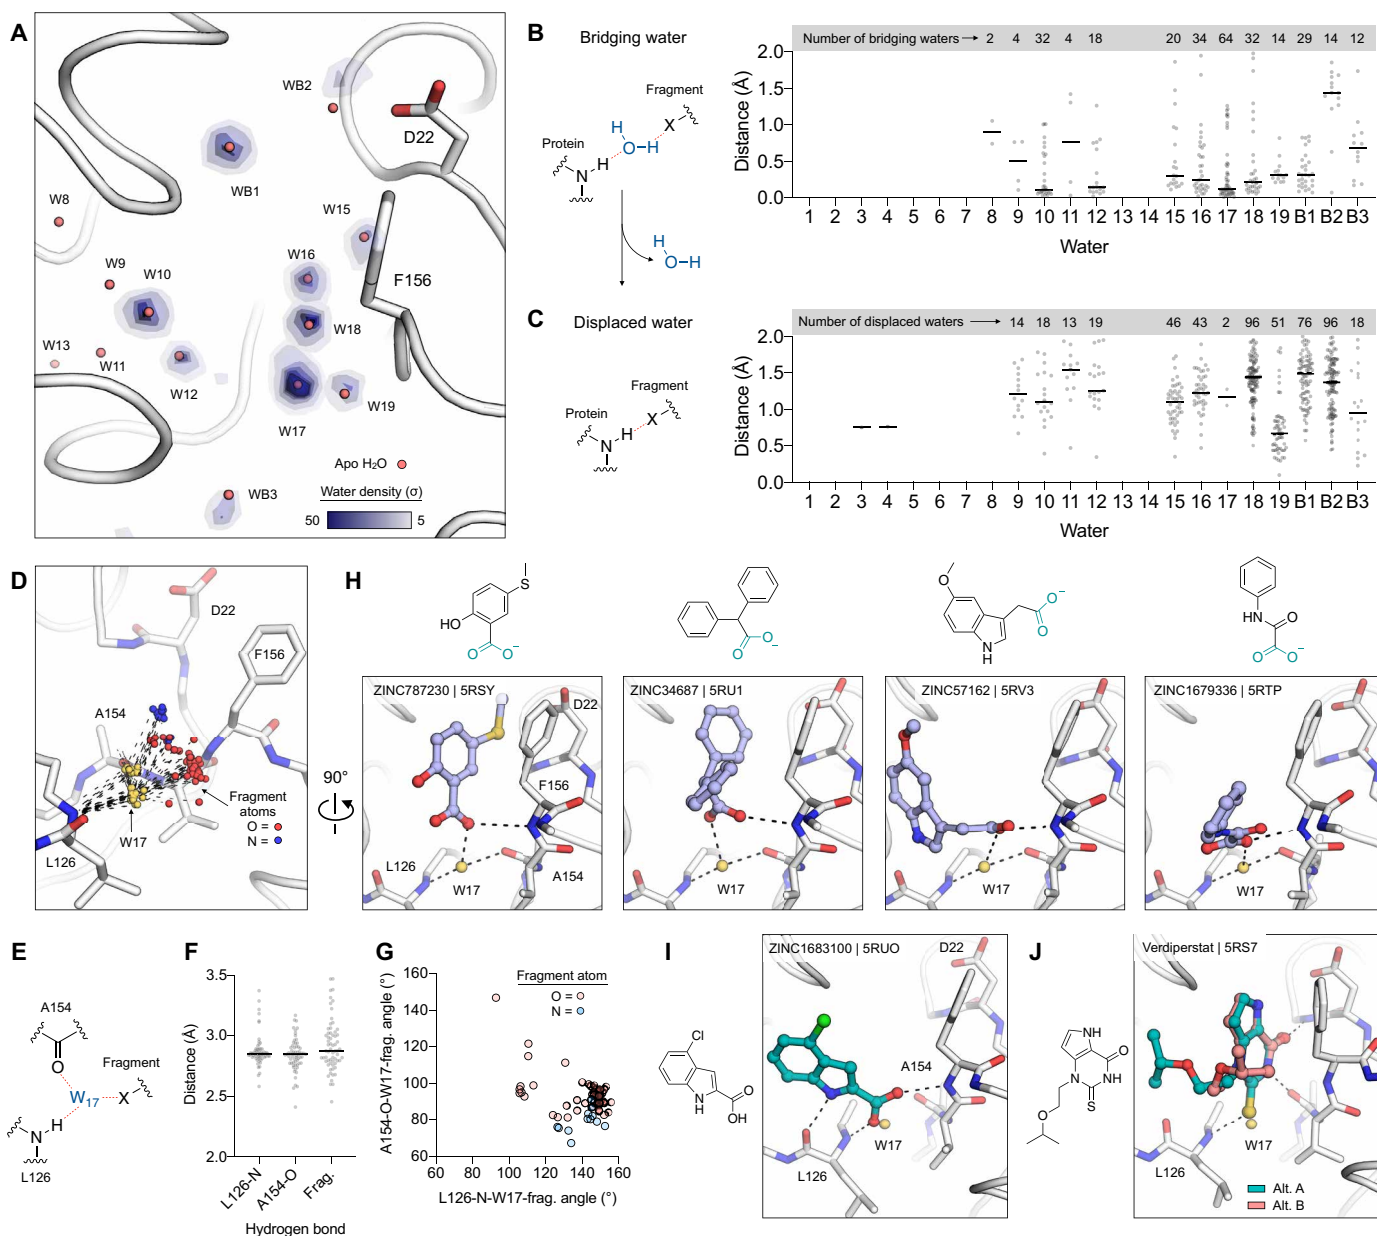 A
WB2
D22
WB1
W8
W15
W9
W10
W16
F156
W18
W13
W11
W12
W19
W17
Apo H₂O
WB3
Water density (σ)
50 5
B
Bridging water
Fragment
H
X
Protein
H O–H
N
H
O–H
Number of bridging waters → 2 4 32 4 18 20 34 64 32 14 29 14 12
Distance (Å)
2.0
1.5
1.0
0.5
0.0
1 2 3 4 5 6 7 8 9 10 11 12 13 14 15 16 17 18 19 B1 B2 B3
Water
C
Displaced water
Fragment
X
Protein
H
N
Number of displaced waters → 14 18 13 19 46 43 2 96 51 76 96 18
Distance (Å)
2.0
1.5
1.0
0.5
0.0
1 2 3 4 5 6 7 8 9 10 11 12 13 14 15 16 17 18 19 B1 B2 B3
Water
D
D22
F156
A154
Fragment
atoms
O =
N =
W17
L126
90°
H
S
HO
O O⁻
O O⁻
O
O⁻
O
N
H
HN O
O O⁻
ZINC787230 | 5RSY
D22
F156
L126
A154
W17
ZINC34687 | 5RU1
W17
ZINC57162 | 5RV3
W17
ZINC1679336 | 5RTP
W17
E
A154
O
Fragment
W₁₇
X
H
N
L126
F
Distance (Å)
3.5
3.0
2.5
2.0
L126-N
A154-O
Frag.
Hydrogen bond
G
A154-O-W17-frag. angle (°)
160
140
120
100
80
60
Fragment atom
O =
N =
60 80 100 120 140 160
L126-N-W17-frag. angle (°)
I
Cl
N
H
O
OH
ZINC1683100 | 5RUO
D22
A154
W17
L126
J
NH
O
N
NH
S
O
Verdiperstat | 5RS7
W17
L126
Alt. A
Alt. B